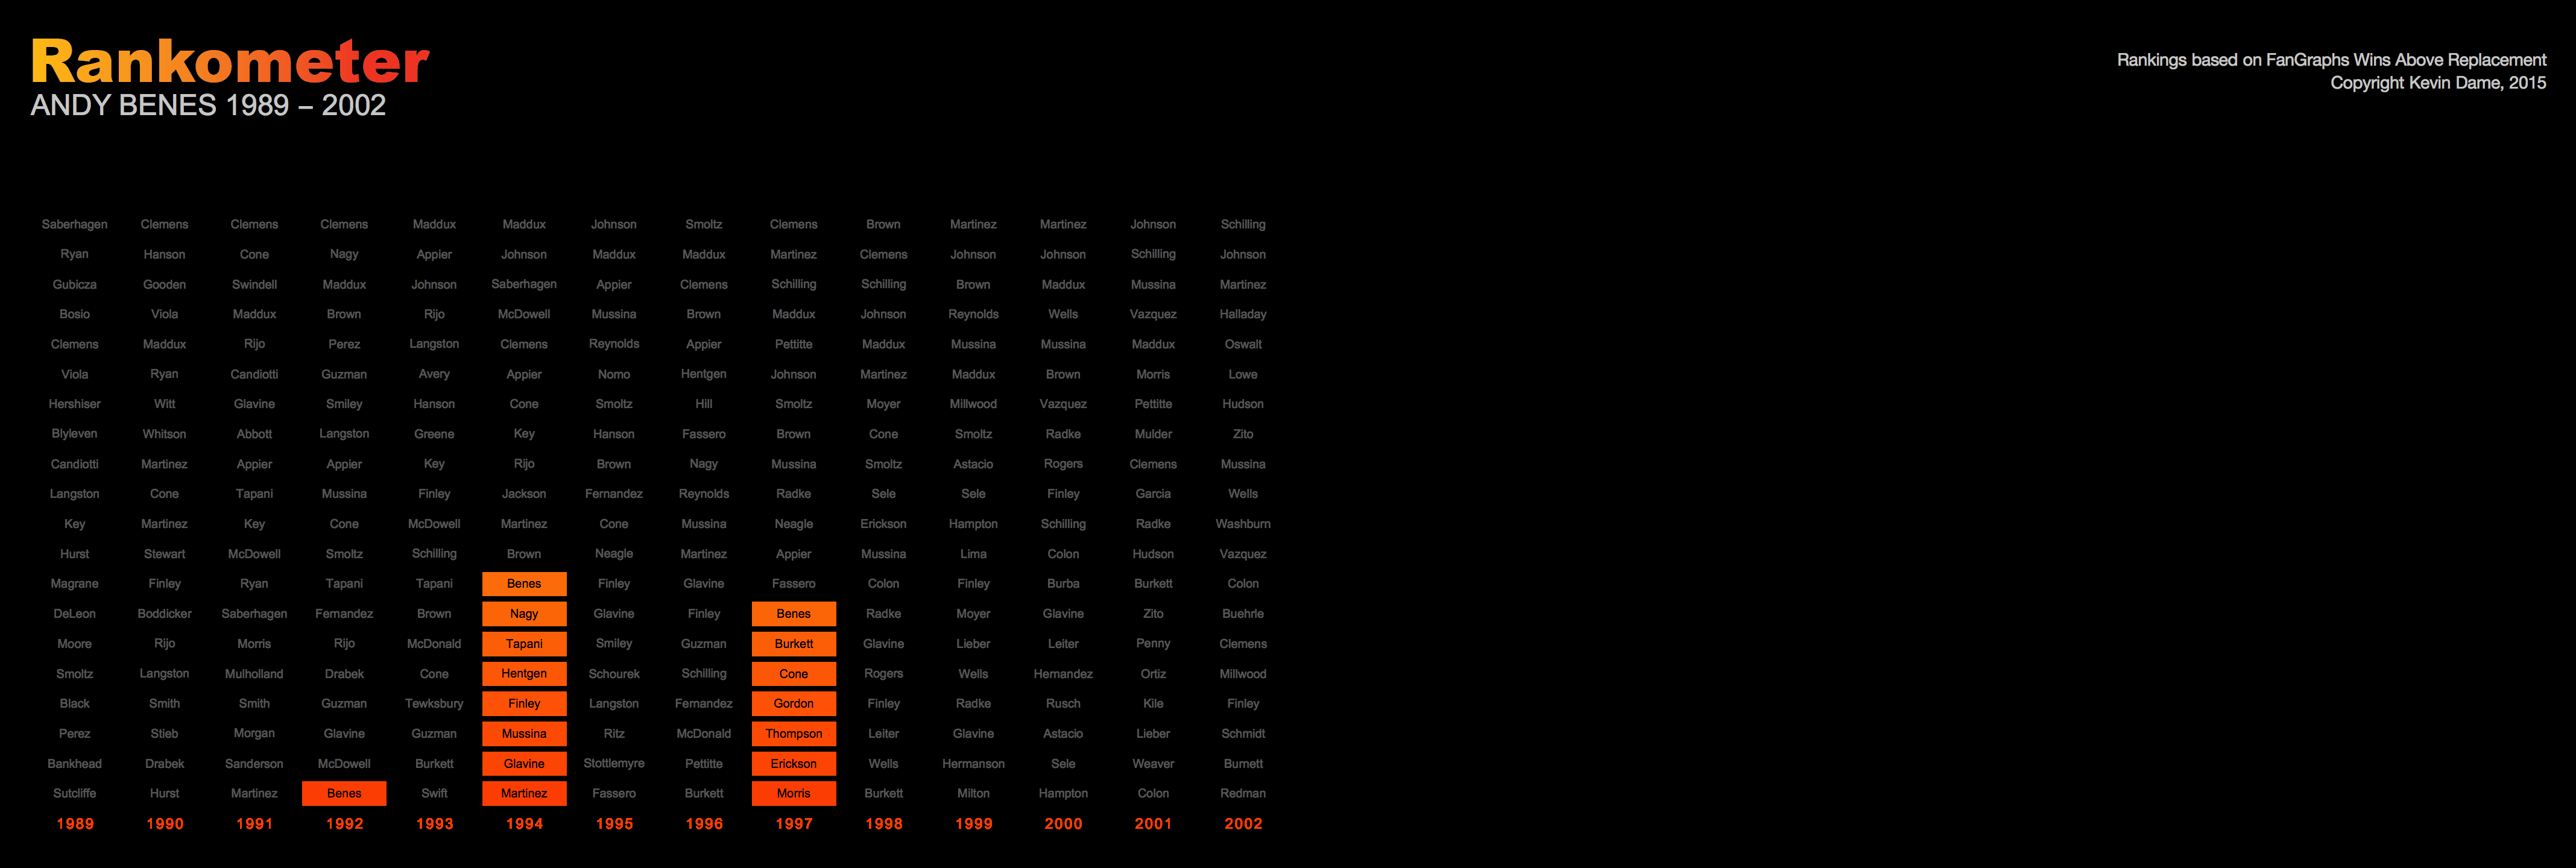 Rankometer
ANDY BENES 1989 – 2002
Rankings based on FanGraphs Wins Above Replacement
Copyright Kevin Dame, 2015
Saberhagen Clemens Clemens Clemens Maddux Maddux Johnson Smoltz Clemens Brown Martinez Martinez Johnson Schilling
Ryan Hanson Cone Nagy Appier Johnson Maddux Maddux Martinez Clemens Johnson Johnson Schilling Johnson
Gubicza Gooden Swindell Maddux Johnson Saberhagen Appier Clemens Schilling Schilling Brown Maddux Mussina Martinez
Bosio Viola Maddux Brown Rijo McDowell Mussina Brown Maddux Johnson Reynolds Wells Vazquez Halladay
Clemens Maddux Rijo Perez Langston Clemens Reynolds Appier Pettitte Maddux Mussina Mussina Maddux Oswalt
Viola Ryan Candiotti Guzman Avery Appier Nomo Hentgen Johnson Martinez Maddux Brown Morris Lowe
Hershiser Witt Glavine Smiley Hanson Cone Smoltz Hill Smoltz Moyer Millwood Vazquez Pettitte Hudson
Blyleven Whitson Abbott Langston Greene Key Hanson Fassero Brown Cone Smoltz Radke Mulder Zito
Candiotti Martinez Appier Appier Key Rijo Brown Nagy Mussina Smoltz Astacio Rogers Clemens Mussina
Langston Cone Tapani Mussina Finley Jackson Fernandez Reynolds Radke Sele Sele Finley Garcia Wells
Key Martinez Key Cone McDowell Martinez Cone Mussina Neagle Erickson Hampton Schilling Radke Washburn
Hurst Stewart McDowell Smoltz Schilling Brown Neagle Martinez Appier Mussina Lima Colon Hudson Vazquez
Magrane Finley Ryan Tapani Tapani Benes Finley Glavine Fassero Colon Finley Burba Burkett Colon
DeLeon Boddicker Saberhagen Fernandez Brown Nagy Glavine Finley Benes Radke Moyer Glavine Zito Buehrle
Moore Rijo Morris Rijo McDonald Tapani Smiley Guzman Burkett Glavine Lieber Leiter Penny Clemens
Smoltz Langston Mulholland Drabek Cone Hentgen Schourek Schilling Cone Rogers Wells Hernandez Ortiz Millwood
Black Smith Smith Guzman Tewksbury Finley Langston Fernandez Gordon Finley Radke Rusch Kile Finley
Perez Stieb Morgan Glavine Guzman Mussina Ritz McDonald Thompson Leiter Glavine Astacio Lieber Schmidt
Bankhead Drabek Sanderson McDowell Burkett Glavine Stottlemyre Pettitte Erickson Wells Hermanson Sele Weaver Burnett
Sutcliffe Hurst Martinez Benes Swift Martinez Fassero Burkett Morris Burkett Milton Hampton Colon Redman
1989 1990 1991 1992 1993 1994 1995 1996 1997 1998 1999 2000 2001 2002